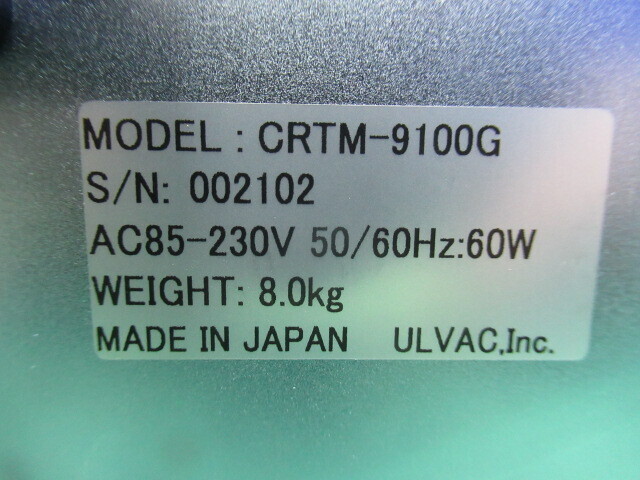 MODEL : CRTM-9100G
S/N: 002102
AC85-230V 50/60Hz:60W
WEIGHT: 8.0kg
MADE IN JAPAN ULVAC,Inc.